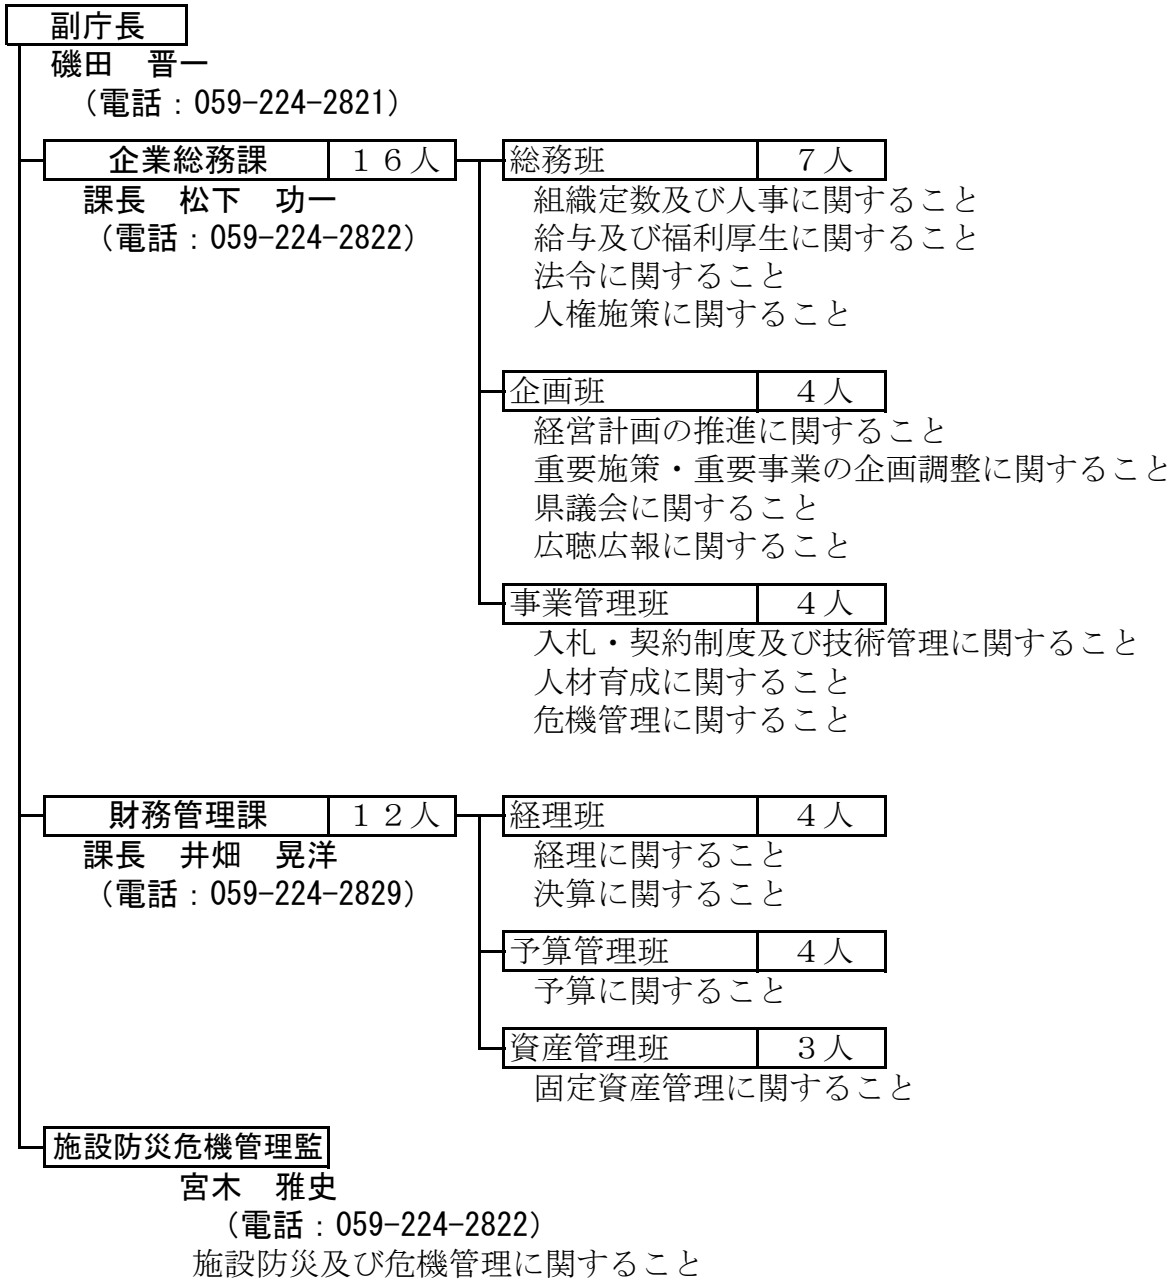 副庁長
磯田　晋一
（電話：059-224-2821）
企業総務課　１６人
課長　松下　功一
（電話：059-224-2822）
総務班　７人
組織定数及び人事に関すること
給与及び福利厚生に関すること
法令に関すること
人権施策に関すること
企画班　４人
経営計画の推進に関すること
重要施策・重要事業の企画調整に関すること
県議会に関すること
広聴広報に関すること
事業管理班　４人
入札・契約制度及び技術管理に関すること
人材育成に関すること
危機管理に関すること
財務管理課　１２人
課長　井畑　晃洋
（電話：059-224-2829）
経理班　４人
経理に関すること
決算に関すること
予算管理班　４人
予算に関すること
資産管理班　３人
固定資産管理に関すること
施設防災危機管理監
宮木　雅史
（電話：059-224-2822）
施設防災及び危機管理に関すること